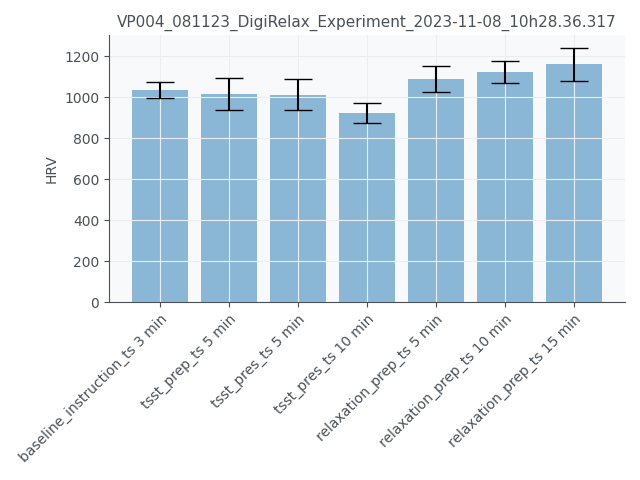 VP004_081123_DigiRelax_Experiment_2023-11-08_10h28.36.317
HRV
1200
1000
800
600
400
200
0
baseline_instruction_ts 3 min
tsst_prep_ts 5 min
tsst_pres_ts 5 min
tsst_pres_ts 10 min
relaxation_prep_ts 5 min
relaxation_prep_ts 10 min
relaxation_prep_ts 15 min